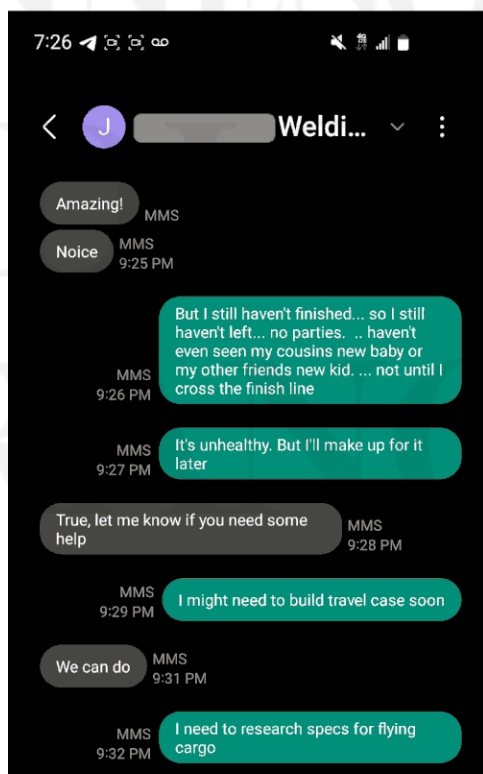 7:26
J Weldi...
Amazing!
MMS
Noice
MMS
9:25 PM
But I still haven't finished... so I still
haven't left... no parties. .. haven't
even seen my cousins new baby or
my other friends new kid. ... not until I
cross the finish line
MMS
9:26 PM
It's unhealthy. But I'll make up for it
later
MMS
9:27 PM
True, let me know if you need some
help
MMS
9:28 PM
I might need to build travel case soon
MMS
9:29 PM
We can do
MMS
9:31 PM
I need to research specs for flying
cargo
MMS
9:32 PM